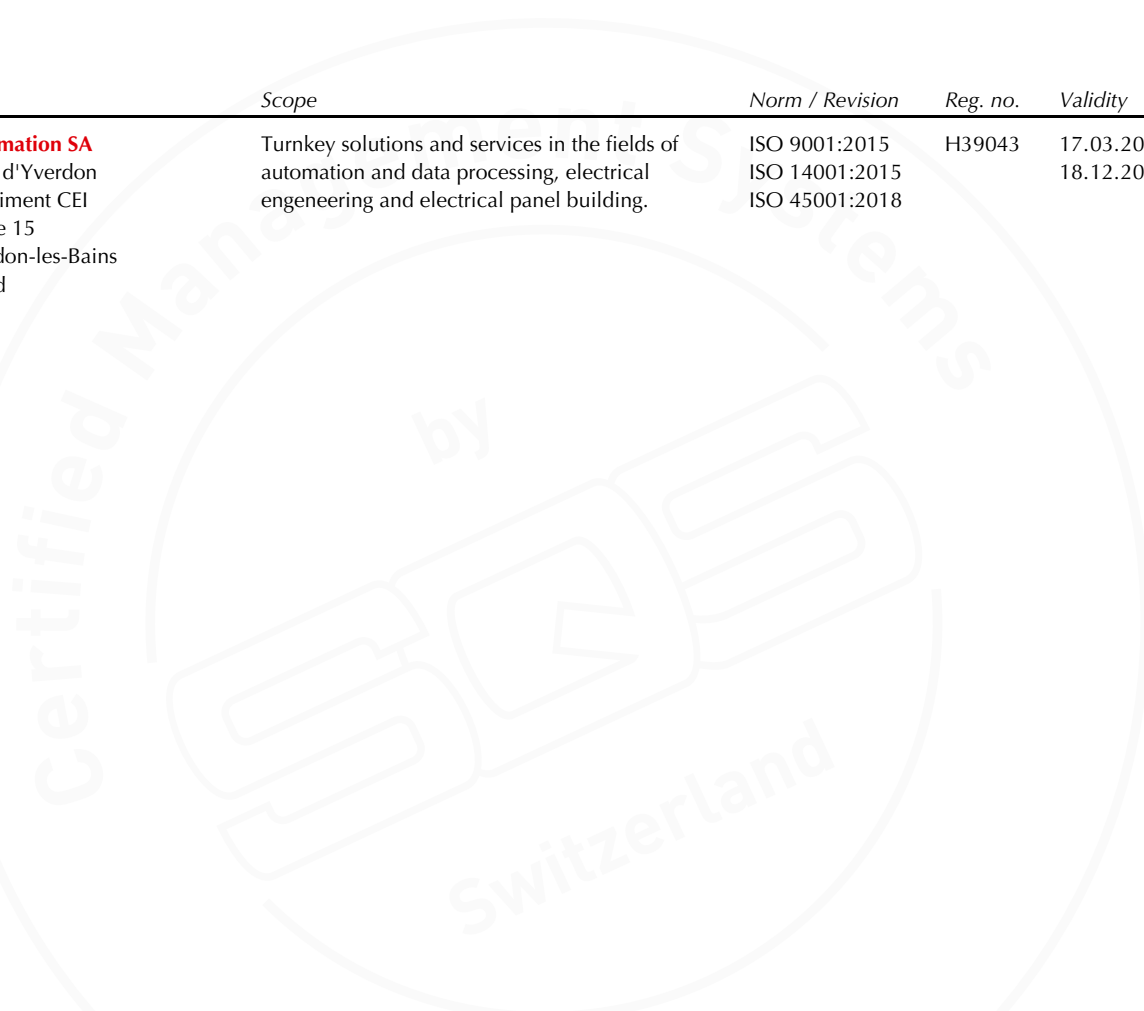 Scope Norm / Revision Reg. no. Validity
mation SA Turnkey solutions and services in the fields of ISO 9001:2015 H39043 17.03.20
d'Yverdon automation and data processing, electrical ISO 14001:2015 18.12.20
iment CEI engeneering and electrical panel building. ISO 45001:2018
e 15
don-les-Bains
d
Certified Management Systems
by
SQS
Switzerland